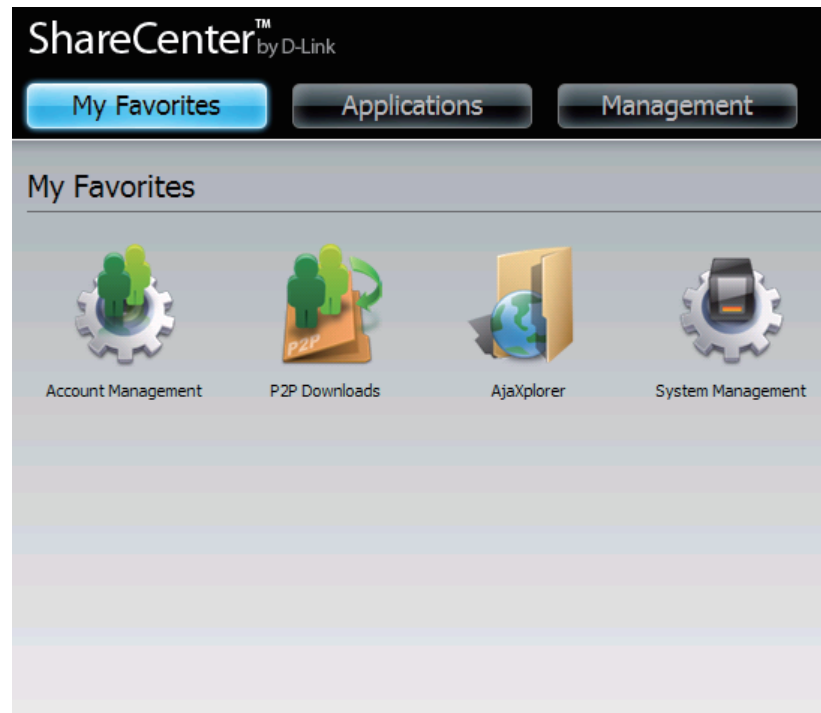 ShareCenter™ by D-Link
My Favorites Applications Management
My Favorites
P2P
Account Management P2P Downloads AjaXplorer System Management